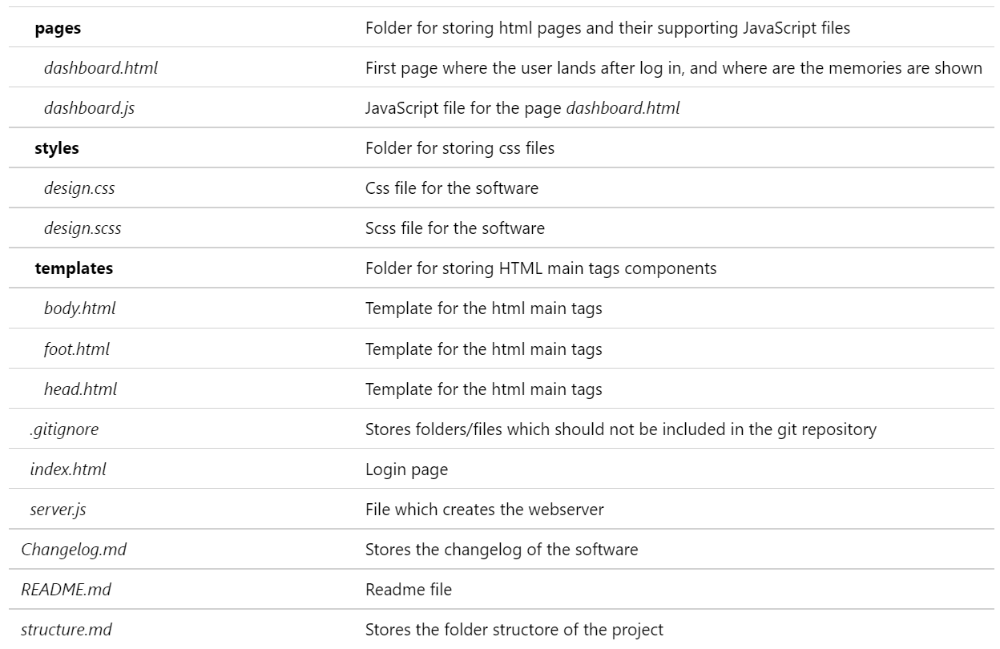 pages Folder for storing html pages and their supporting JavaScript files
dashboard.html First page where the user lands after log in, and where are the memories are shown
dashboard.js JavaScript file for the page dashboard.html
styles Folder for storing css files
design.css Css file for the software
design.scss Scss file for the software
templates Folder for storing HTML main tags components
body.html Template for the html main tags
foot.html Template for the html main tags
head.html Template for the html main tags
.gitignore Stores folders/files which should not be included in the git repository
index.html Login page
server.js File which creates the webserver
Changelog.md Stores the changelog of the software
README.md Readme file
structure.md Stores the folder structore of the project